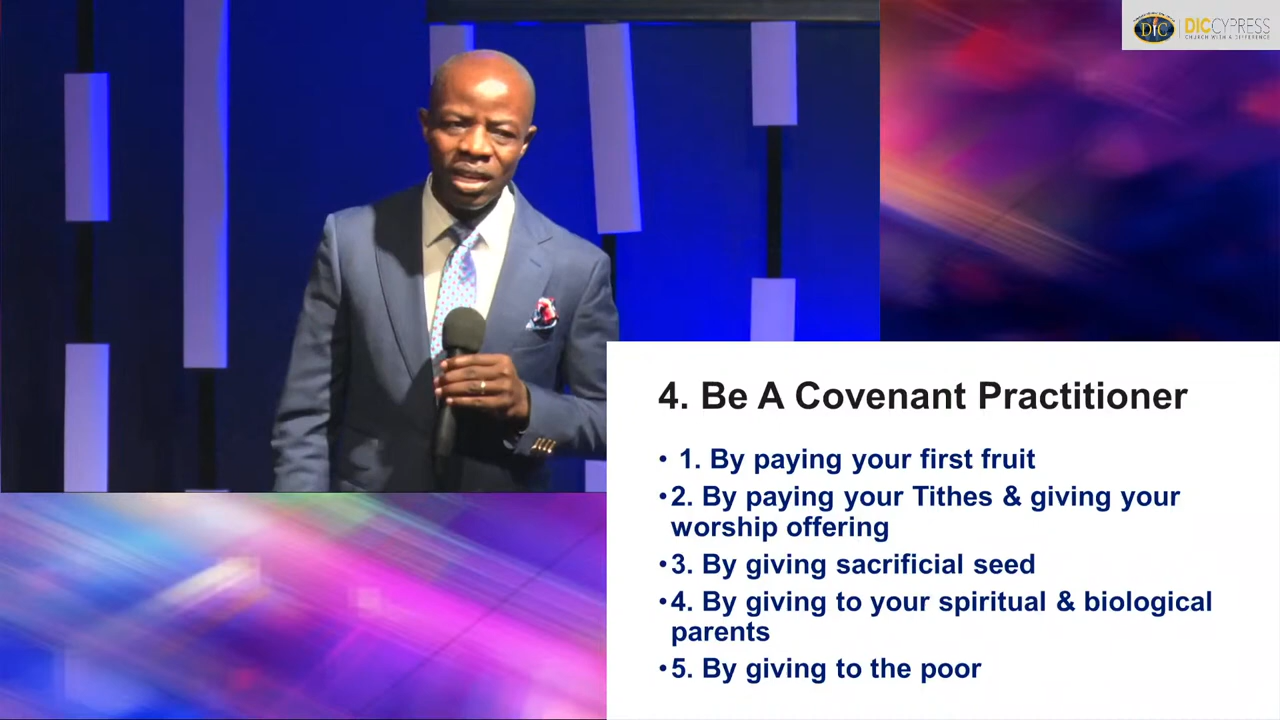 DIC | DICCYPRESS
CHURCH WITH A DIFFERENCE
4. Be A Covenant Practitioner
• 1. By paying your first fruit
• 2. By paying your Tithes & giving your
worship offering
• 3. By giving sacrificial seed
• 4. By giving to your spiritual & biological
parents
• 5. By giving to the poor